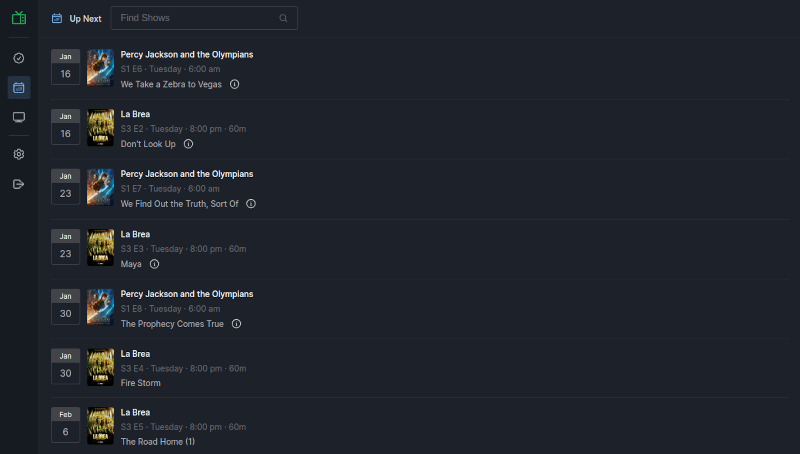 Up Next
Find Shows
Jan
16
Percy Jackson and the Olympians
S1 E6 · Tuesday · 6:00 am
We Take a Zebra to Vegas
Jan
16
La Brea
S3 E2 · Tuesday · 8:00 pm · 60m
Don't Look Up
Jan
23
Percy Jackson and the Olympians
S1 E7 · Tuesday · 6:00 am
We Find Out the Truth, Sort Of
Jan
23
La Brea
S3 E3 · Tuesday · 8:00 pm · 60m
Maya
Jan
30
Percy Jackson and the Olympians
S1 E8 · Tuesday · 6:00 am
The Prophecy Comes True
Jan
30
La Brea
S3 E4 · Tuesday · 8:00 pm · 60m
Fire Storm
Feb
6
La Brea
S3 E5 · Tuesday · 8:00 pm · 60m
The Road Home (1)